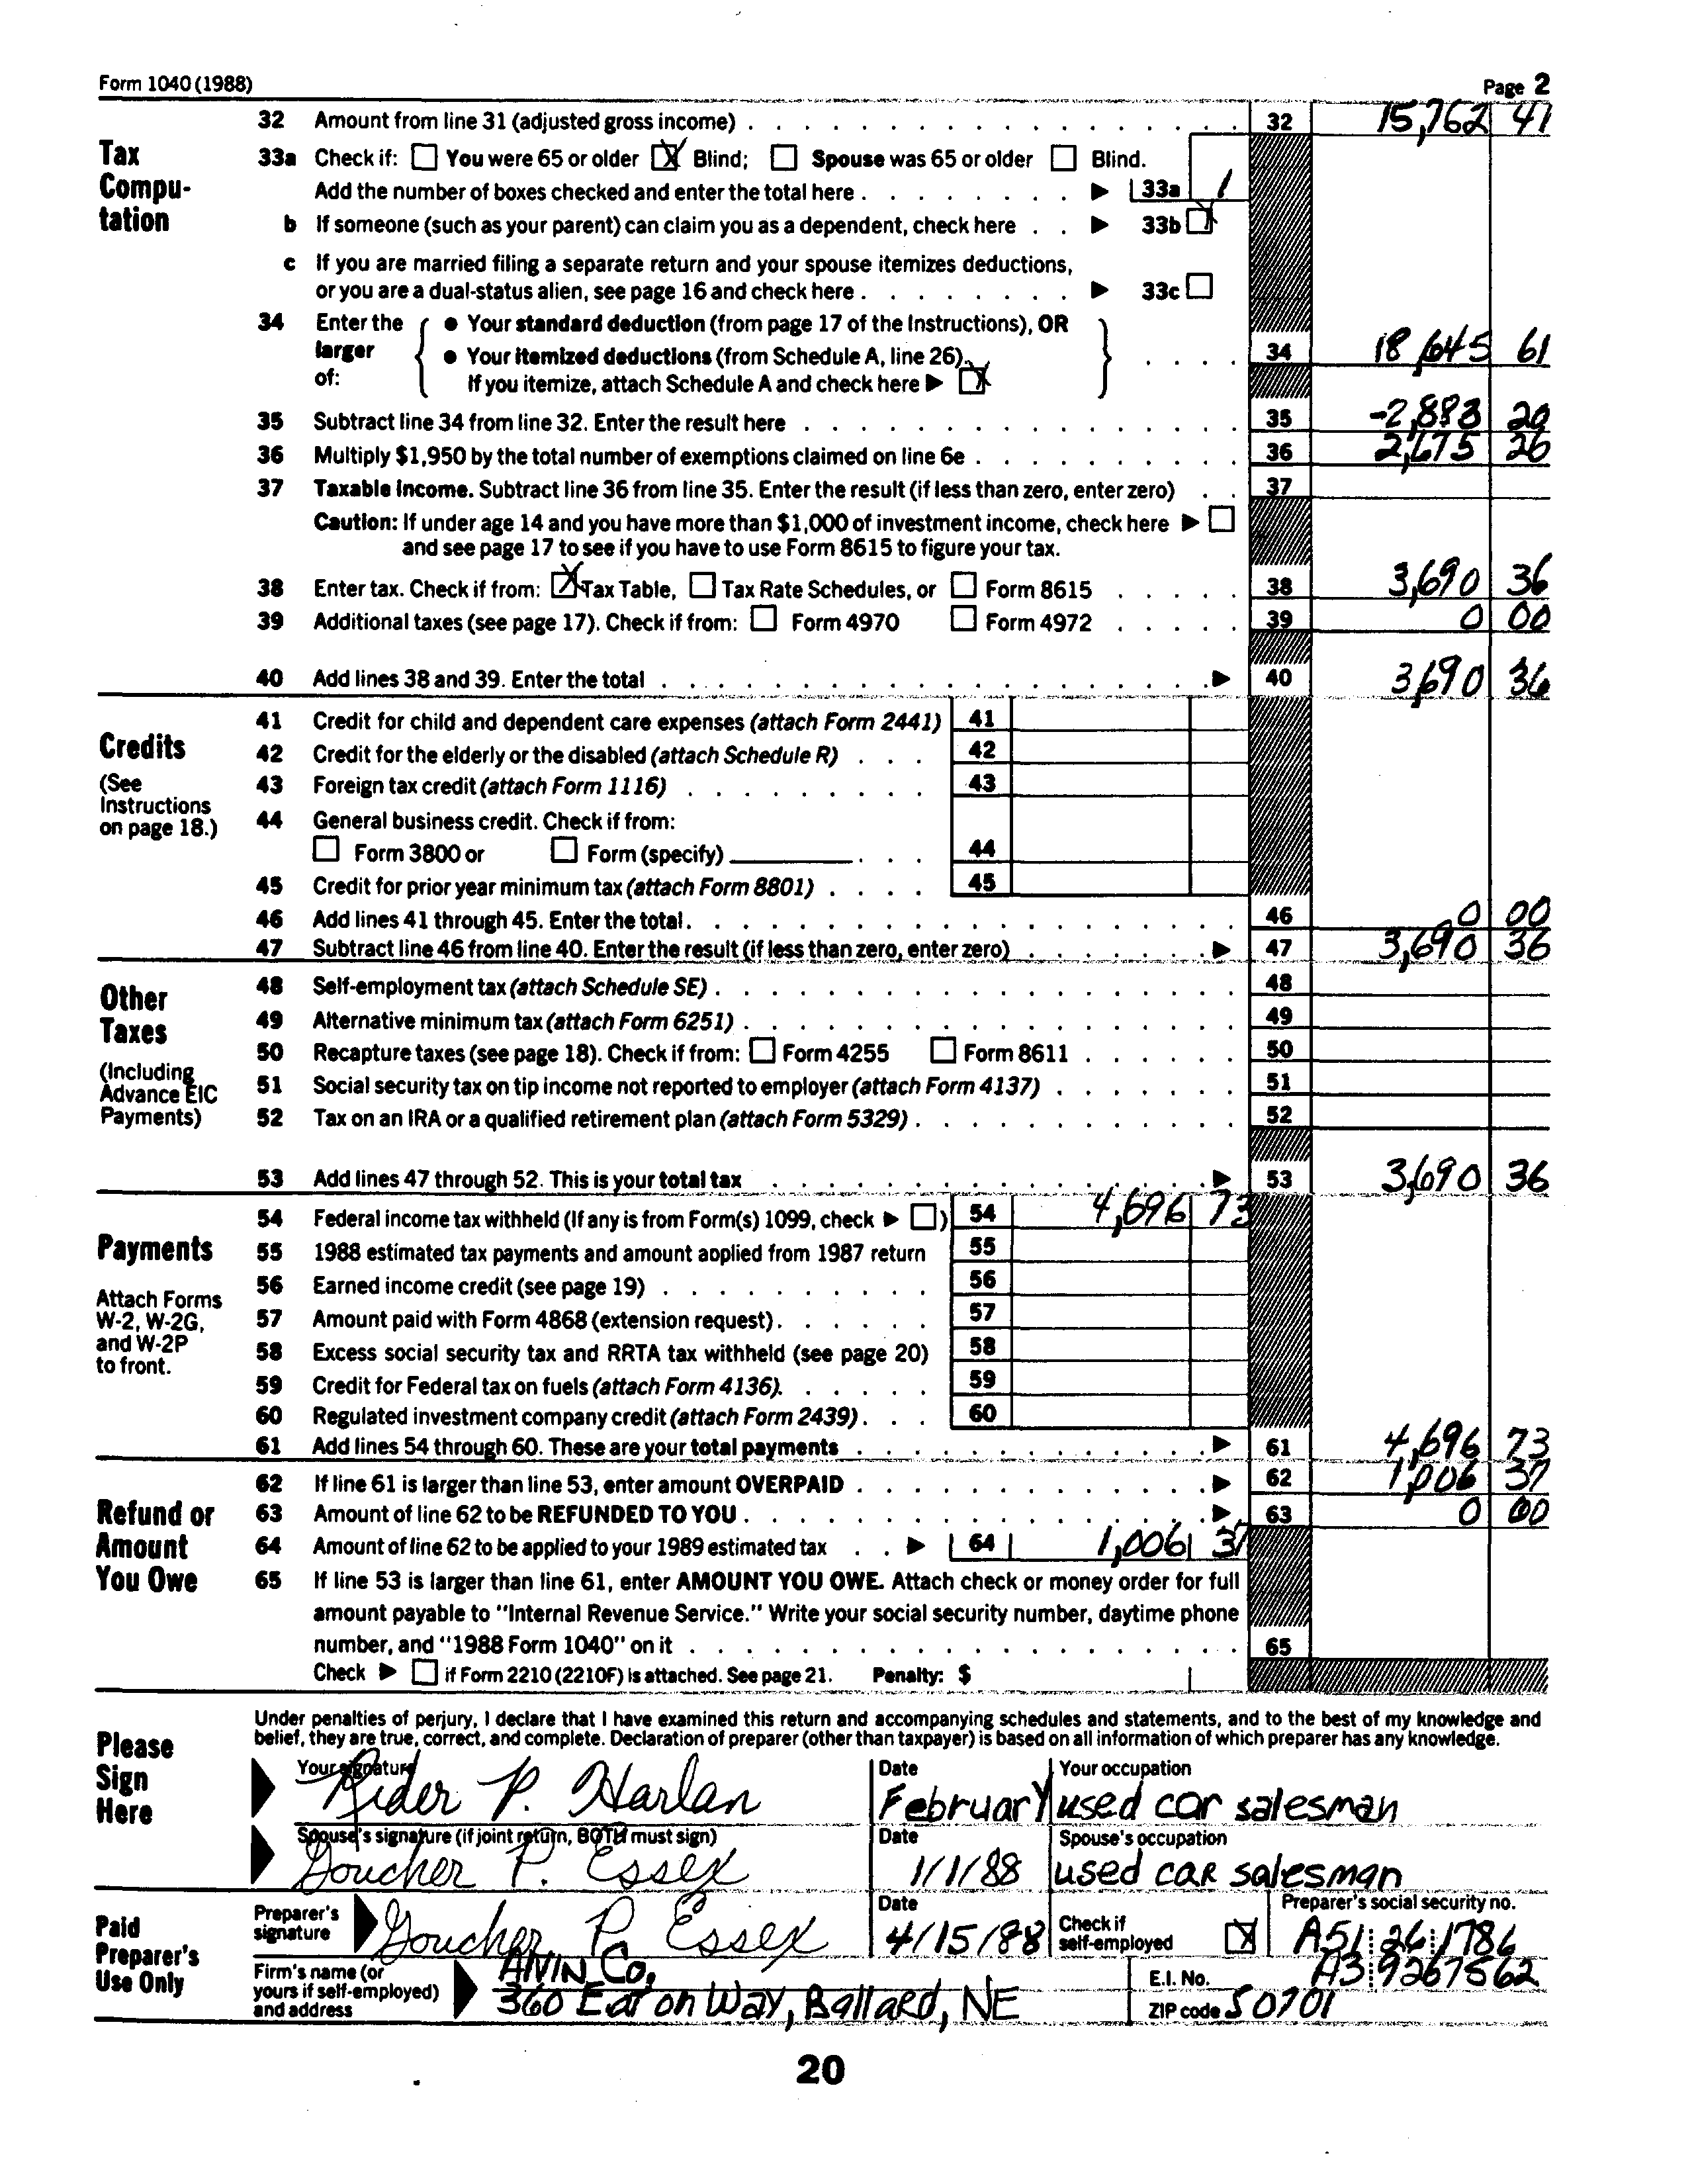 Form 1040 (1988) Page 2
Tax Computation
32 Amount from line 31 (adjusted gross income) 32 15,762 41
33a Check if: You were 65 or older X Blind; Spouse was 65 or older Blind.
Add the number of boxes checked and enter the total here 33a 1
b If someone (such as your parent) can claim you as a dependent, check here 33b X
c If you are married filing a separate return and your spouse itemizes deductions,
or you are a dual-status alien, see page 16 and check here 33c
34 Enter the larger of: { • Your standard deduction (from page 17 of the Instructions), OR
• Your itemized deductions (from Schedule A, line 26). 34 18,645 61
If you itemize, attach Schedule A and check here X }
35 Subtract line 34 from line 32. Enter the result here 35 -2,883 20
36 Multiply $1,950 by the total number of exemptions claimed on line 6e 36 26
37 Taxable Income. Subtract line 36 from line 35. Enter the result (if less than zero, enter zero) 37
Caution: If under age 14 and you have more than $1,000 of investment income, check here
and see page 17 to see if you have to use Form 8615 to figure your tax.
38 Enter tax. Check if from: X Tax Table, Tax Rate Schedules, or Form 8615 38 3,690 36
39 Additional taxes (see page 17). Check if from: Form 4970 Form 4972 39 0 00
40 Add lines 38 and 39. Enter the total 40 3,690 36
Credits
(See Instructions on page 18.)
41 Credit for child and dependent care expenses (attach Form 2441) 41
42 Credit for the elderly or the disabled (attach Schedule R) 42
43 Foreign tax credit (attach Form 1116) 43
44 General business credit. Check if from:
Form 3800 or Form (specify) 44
45 Credit for prior year minimum tax (attach Form 8801) 45
46 Add lines 41 through 45. Enter the total. 46 0 00
47 Subtract line 46 from line 40. Enter the result (if less than zero, enter zero) 47 3,690 36
Other Taxes
(Including Advance EIC Payments)
48 Self-employment tax (attach Schedule SE) 48
49 Alternative minimum tax (attach Form 6251) 49
50 Recapture taxes (see page 18). Check if from: Form 4255 Form 8611 50
51 Social security tax on tip income not reported to employer (attach Form 4137) 51
52 Tax on an IRA or a qualified retirement plan (attach Form 5329) 52
53 Add lines 47 through 52. This is your total tax 53 3,690 36
Payments
Attach Forms W-2, W-2G, and W-2P to front.
54 Federal income tax withheld (If any is from Form(s) 1099, check ) 54 4,696 73
55 1988 estimated tax payments and amount applied from 1987 return 55
56 Earned income credit (see page 19) 56
57 Amount paid with Form 4868 (extension request) 57
58 Excess social security tax and RRTA tax withheld (see page 20) 58
59 Credit for Federal tax on fuels (attach Form 4136). 59
60 Regulated investment company credit (attach Form 2439) 60
61 Add lines 54 through 60. These are your total payments 61 4,696 73
Refund or Amount You Owe
62 If line 61 is larger than line 53, enter amount OVERPAID 62 1,006 37
63 Amount of line 62 to be REFUNDED TO YOU 63 0 00
64 Amount of line 62 to be applied to your 1989 estimated tax 64 1,006 37
65 If line 53 is larger than line 61, enter AMOUNT YOU OWE. Attach check or money order for full
amount payable to "Internal Revenue Service." Write your social security number, daytime phone
number, and "1988 Form 1040" on it 65
Check if Form 2210 (2210F) is attached. See page 21. Penalty: $
Please Sign Here
Under penalties of perjury, I declare that I have examined this return and accompanying schedules and statements, and to the best of my knowledge and
belief, they are true, correct, and complete. Declaration of preparer (other than taxpayer) is based on all information of which preparer has any knowledge.
Your signature Date Your occupation
Rider P. Harlan February used car salesman
Spouse's signature (if joint return, BOTH must sign) Date Spouse's occupation
Goucher P. Essex 1/1/88 used car salesman
Paid Preparer's Use Only
Preparer's signature Goucher P. Essex Date 4/15/88 Check if self-employed X Preparer's social security no. A51 26 1786
Firm's name (or yours if self-employed) and address Alvin Co. E.I. No. A3 9267562
360 Eaton Way, Ballard, NE ZIP code 50701
20